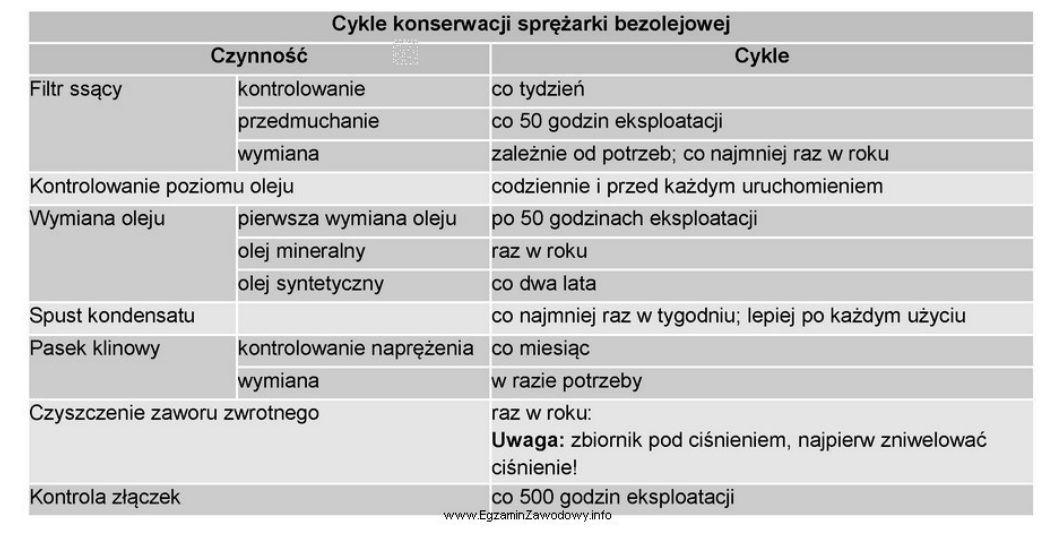 Cykle konserwacji sprężarki bezolejowej
Czynność Cykle
Filtr ssący kontrolowanie co tydzień
przedmuchanie co 50 godzin eksploatacji
wymiana zależnie od potrzeb; co najmniej raz w roku
Kontrolowanie poziomu oleju codziennie i przed każdym uruchomieniem
Wymiana oleju pierwsza wymiana oleju po 50 godzinach eksploatacji
olej mineralny raz w roku
olej syntetyczny co dwa lata
Spust kondensatu co najmniej raz w tygodniu; lepiej po każdym użyciu
Pasek klinowy kontrolowanie naprężenia co miesiąc
wymiana w razie potrzeby
Czyszczenie zaworu zwrotnego raz w roku:
Uwaga: zbiornik pod ciśnieniem, najpierw zniwelować
ciśnienie!
Kontrola złączek co 500 godzin eksploatacji
www.EgzaminZawodowy.info